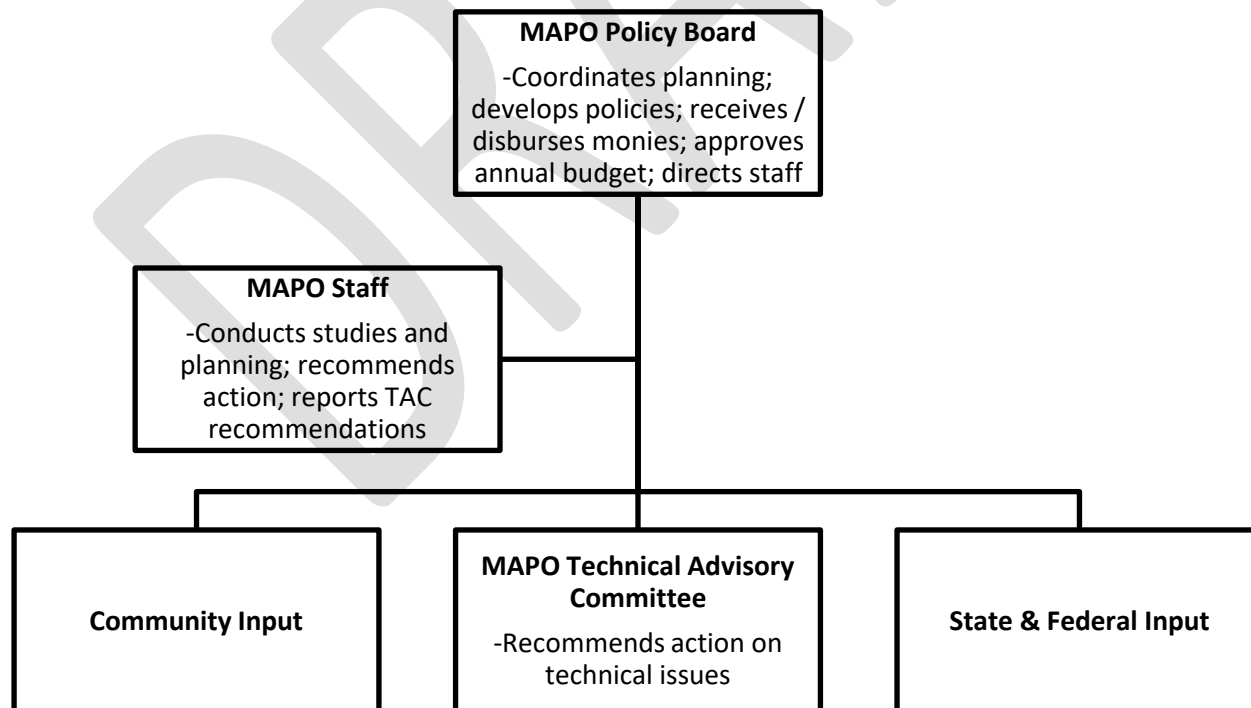 MAPO Policy Board
-Coordinates planning;
develops policies; receives /
disburses monies; approves
annual budget; directs staff
MAPO Staff
-Conducts studies and
planning; recommends
action; reports TAC
recommendations
Community Input
MAPO Technical Advisory
Committee
-Recommends action on
technical issues
State & Federal Input